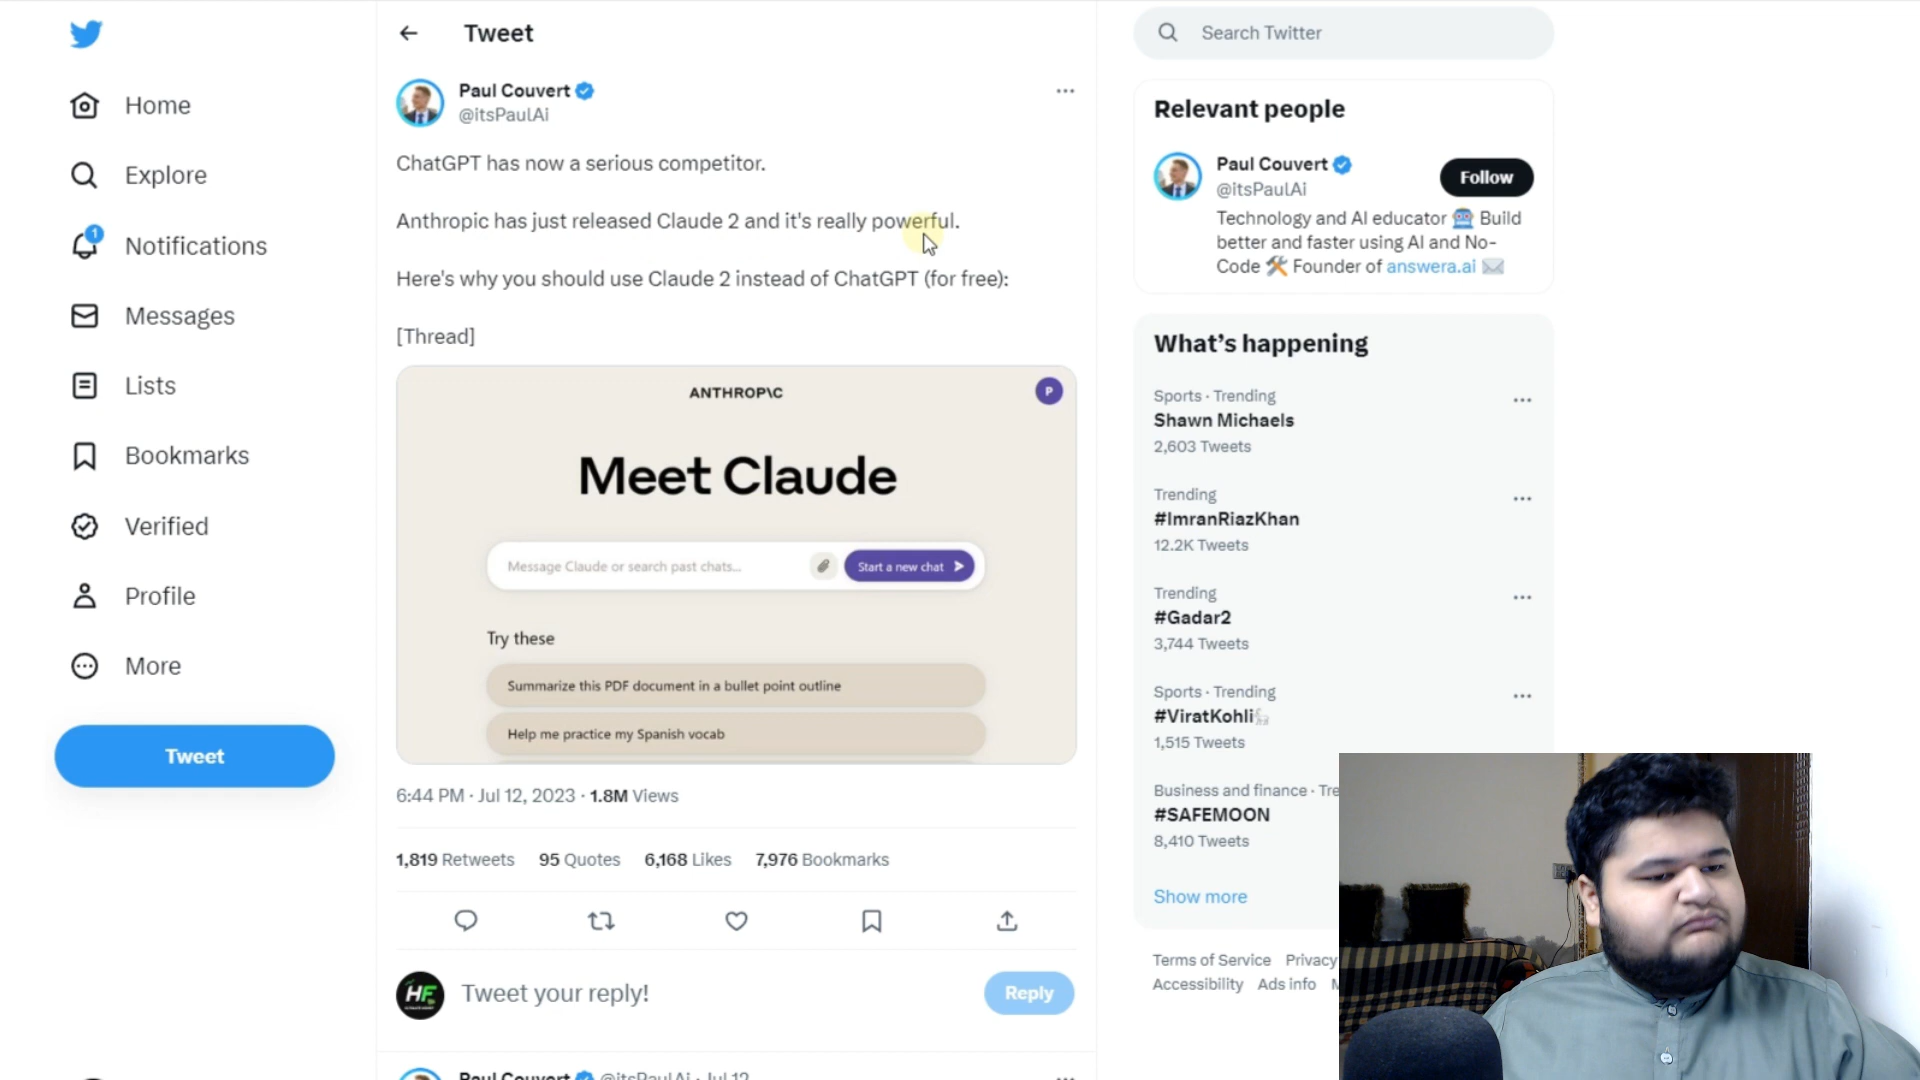 Home
Explore
1
Notifications
Messages
Lists
Bookmarks
Verified
Profile
More
Tweet
Tweet
Paul Couvert
@itsPaulAi
ChatGPT has now a serious competitor.
Anthropic has just released Claude 2 and it's really powerful.
Here's why you should use Claude 2 instead of ChatGPT (for free):
[Thread]
ANTHROP\C
P
Meet Claude
Message Claude or search past chats...
Start a new chat
Try these
Summarize this PDF document in a bullet point outline
Help me practice my Spanish vocab
6:44 PM · Jul 12, 2023 · 1.8M Views
1,819 Retweets 95 Quotes 6,168 Likes 7,976 Bookmarks
HF
Tweet your reply!
Reply
Paul Couvert @itsPaulAi · Jul 12
Search Twitter
Relevant people
Paul Couvert
@itsPaulAi
Follow
Technology and AI educator 🤖 Build
better and faster using AI and No-
Code 🛠️ Founder of answera.ai ✉️
What's happening
Sports · Trending
Shawn Michaels
2,603 Tweets
Trending
#ImranRiazKhan
12.2K Tweets
Trending
#Gadar2
3,744 Tweets
Sports · Trending
#ViratKohli
1,515 Tweets
Business and finance · Tre
#SAFEMOON
8,410 Tweets
Show more
Terms of Service Privacy
Accessibility Ads info